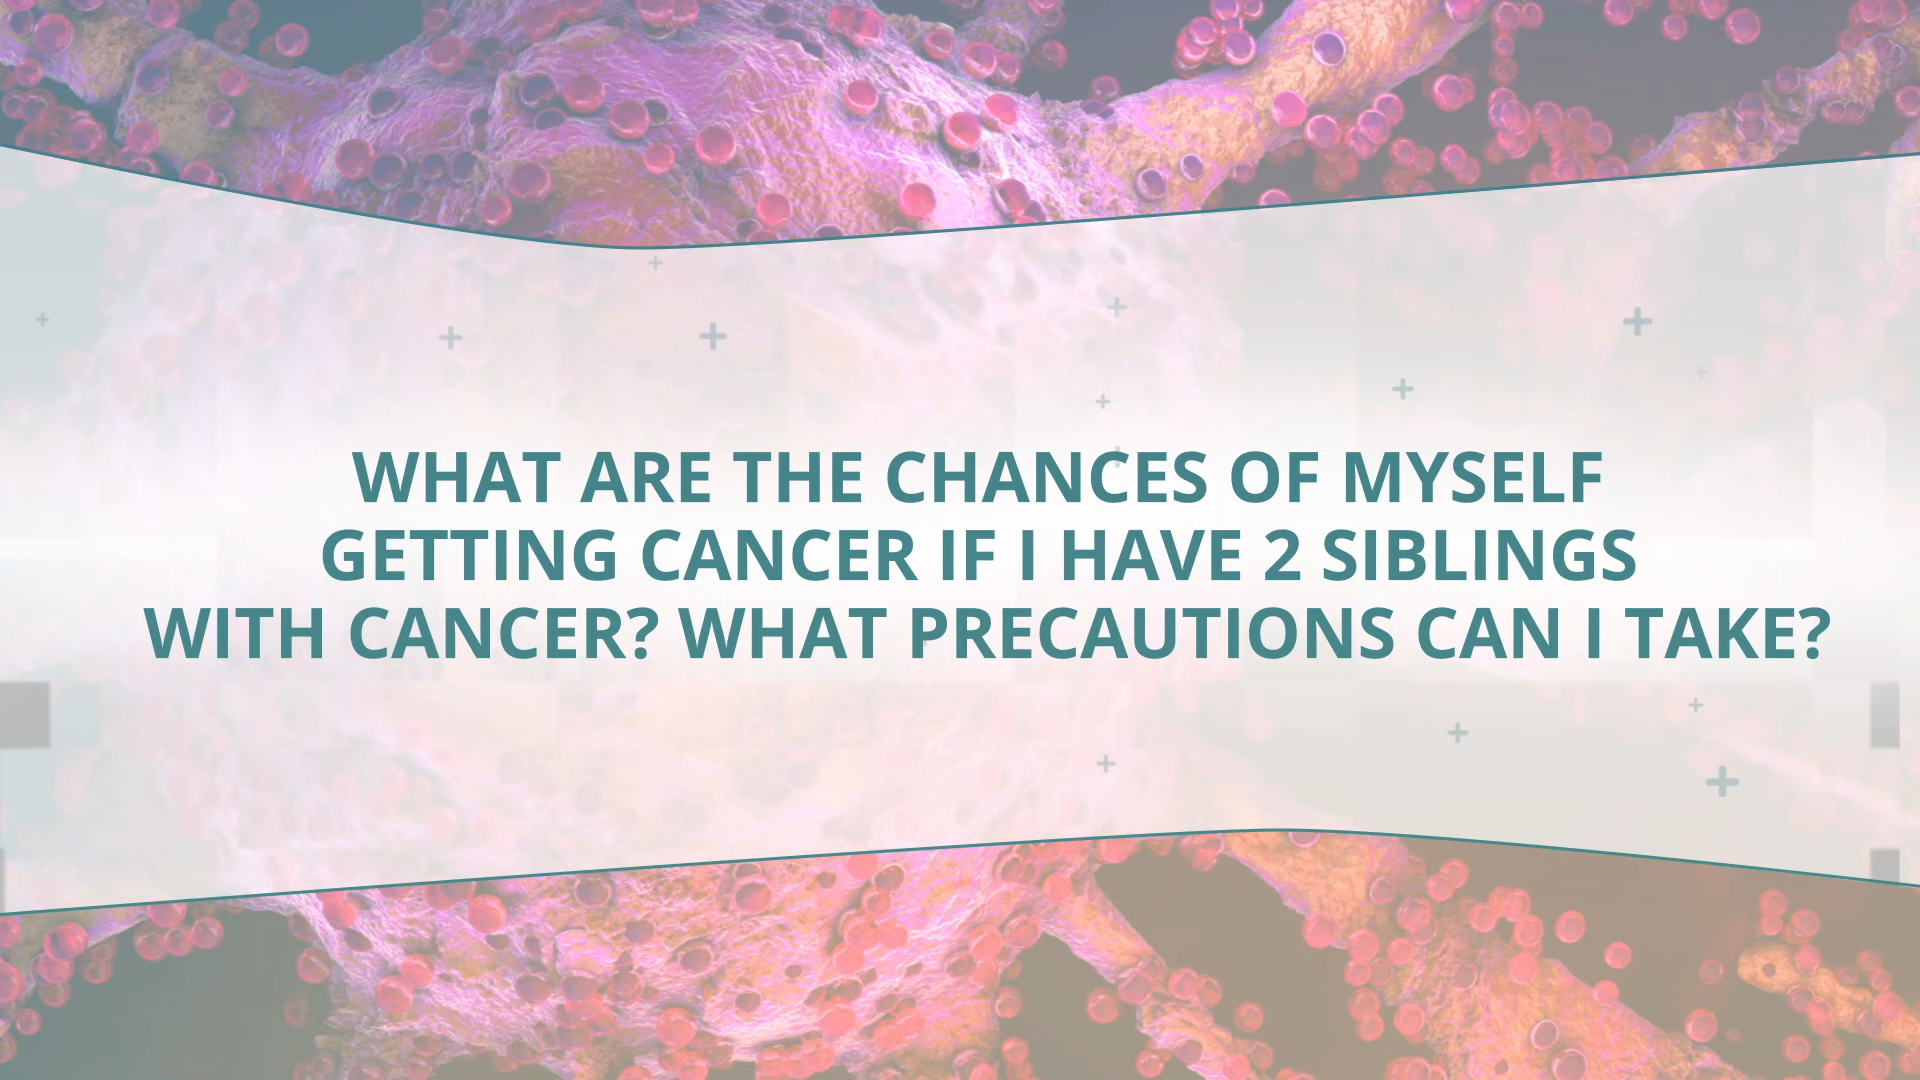 WHAT ARE THE CHANCES OF MYSELF
GETTING CANCER IF I HAVE 2 SIBLINGS
WITH CANCER? WHAT PRECAUTIONS CAN I TAKE?